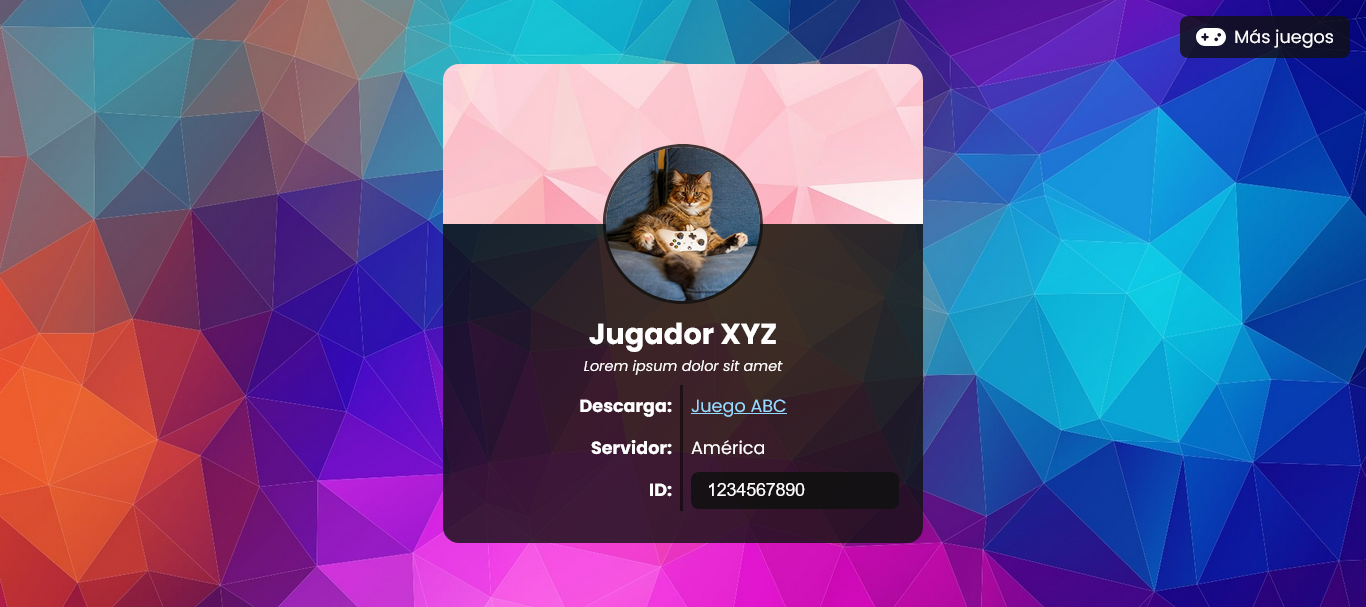 Más juegos
Jugador XYZ
Lorem ipsum dolor sit amet
Descarga: Juego ABC
Servidor: América
ID: 1234567890